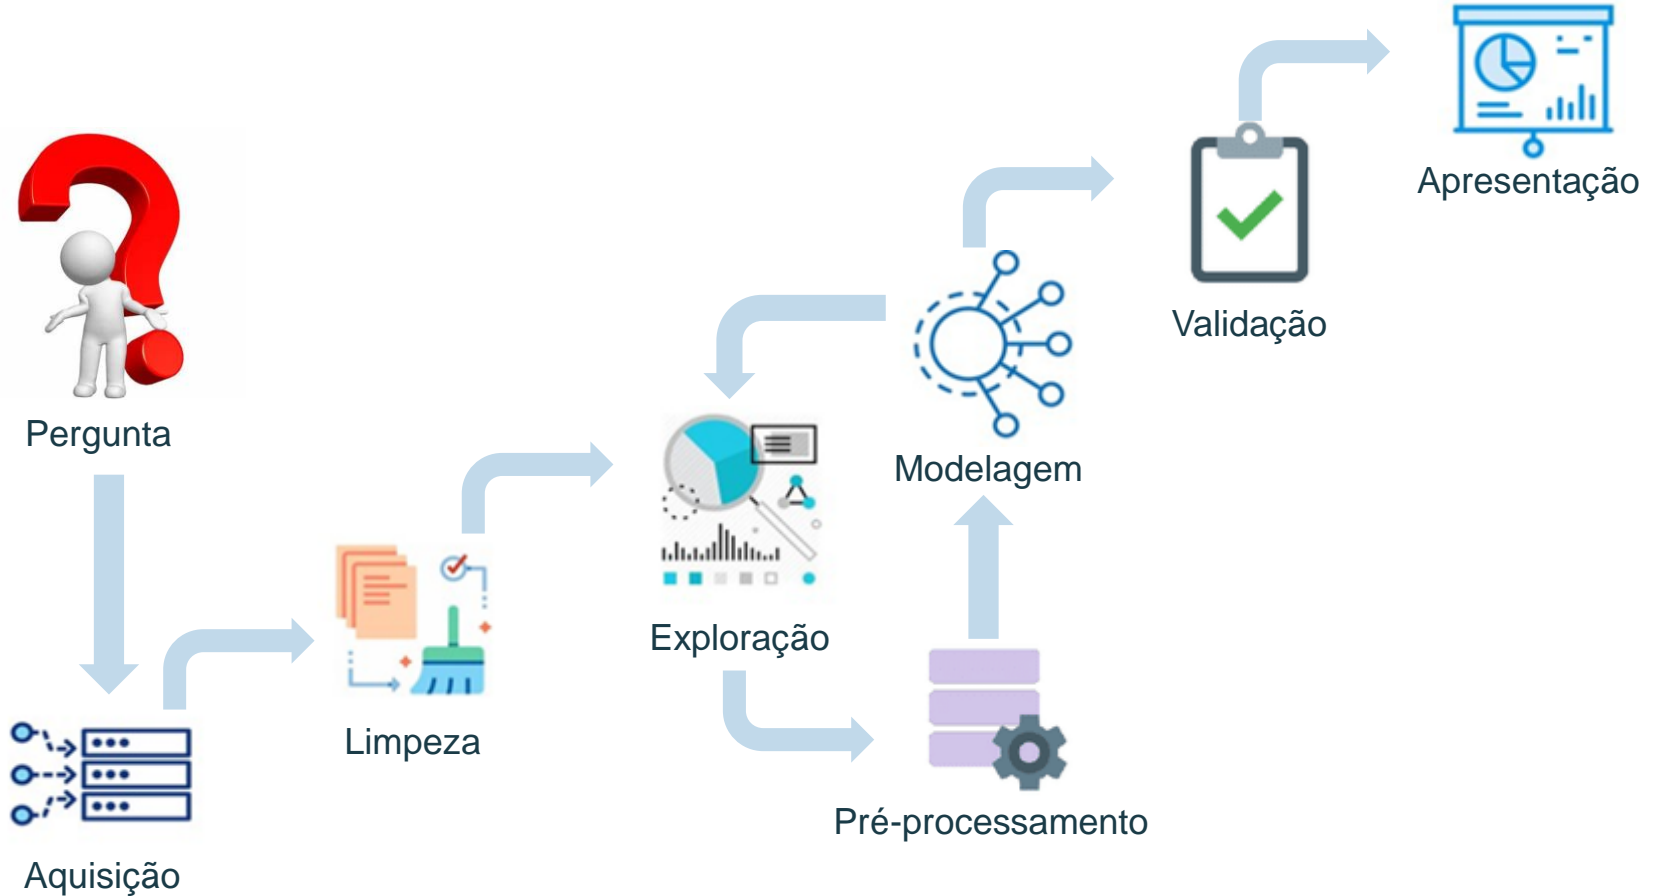 Pergunta
Aquisição
Limpeza
Exploração
Pré-processamento
Modelagem
Validação
Apresentação